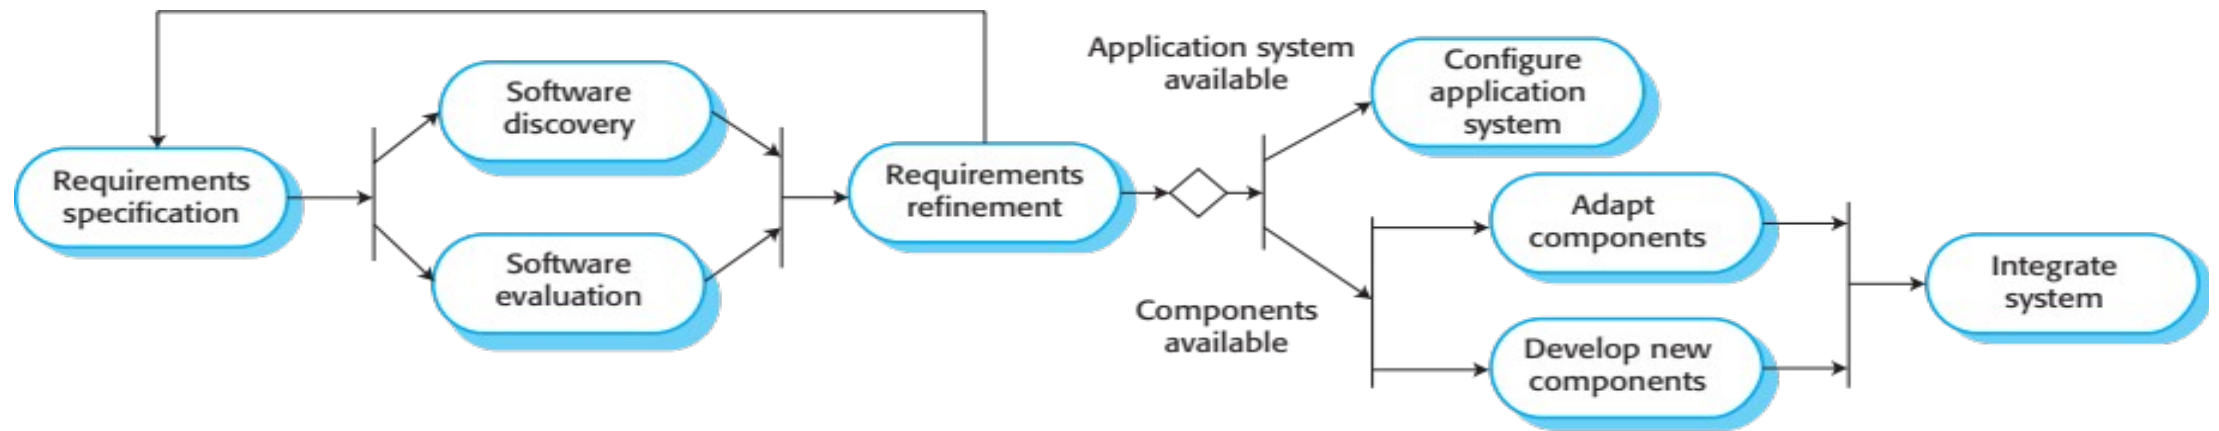 Requirements
specification
Software
discovery
Software
evaluation
Requirements
refinement
Application system
available
Components
available
Configure
application
system
Adapt
components
Develop new
components
Integrate
system